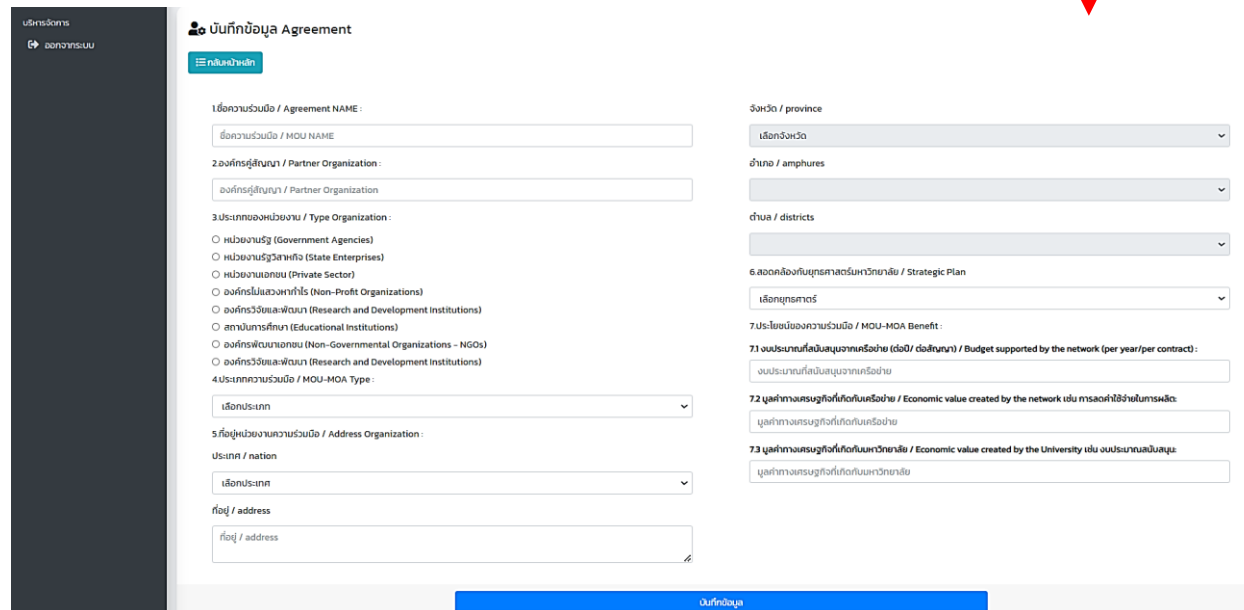 บริหารจัดการ
ออกจากระบบ
บันทึกข้อมูล Agreement
กลับหน้าหลัก
1.ชื่อความร่วมมือ / Agreement NAME :
ชื่อความร่วมมือ / MOU NAME
2.องค์กรคู่สัญญา / Partner Organization :
องค์กรคู่สัญญา / Partner Organization
3.ประเภทของหน่วยงาน / Type Organization :
หน่วยงานรัฐ (Government Agencies)
หน่วยงานรัฐวิสาหกิจ (State Enterprises)
หน่วยงานเอกชน (Private Sector)
องค์กรไม่แสวงหากำไร (Non-Profit Organizations)
องค์กรวิจัยและพัฒนา (Research and Development Institutions)
สถาบันการศึกษา (Educational Institutions)
องค์กรพัฒนาเอกชน (Non-Governmental Organizations - NGOs)
องค์กรวิจัยและพัฒนา (Research and Development Institutions)
4.ประเภทความร่วมมือ / MOU-MOA Type :
เลือกประเภท
5.ที่อยู่หน่วยงานความร่วมมือ / Address Organization :
ประเทศ / nation
เลือกประเทศ
ที่อยู่ / address
ที่อยู่ / address
จังหวัด / province
เลือกจังหวัด
อำเภอ / amphures
ตำบล / districts
6.สอดคล้องกับยุทธศาสตร์มหาวิทยาลัย / Strategic Plan
เลือกยุทธศาตร์
7.ประโยชน์ของความร่วมมือ / MOU-MOA Benefit :
7.1 งบประมาณที่สนับสนุนจากเครือข่าย (ต่อปี/ ต่อสัญญา) / Budget supported by the network (per year/per contract) :
งบประมาณที่สนับสนุนจากเครือข่าย
7.2 มูลค่าทางเศรษฐกิจที่เกิดกับเครือข่าย / Economic value created by the network เช่น การลดค่าใช้จ่ายในการผลิต:
มูลค่าทางเศรษฐกิจที่เกิดกับเครือข่าย
7.3 มูลค่าทางเศรษฐกิจที่เกิดกับมหาวิทยาลัย / Economic value created by the University เช่น งบประมาณสนับสนุน:
มูลค่าทางเศรษฐกิจที่เกิดกับมหาวิทยาลัย
บันทึกข้อมูล